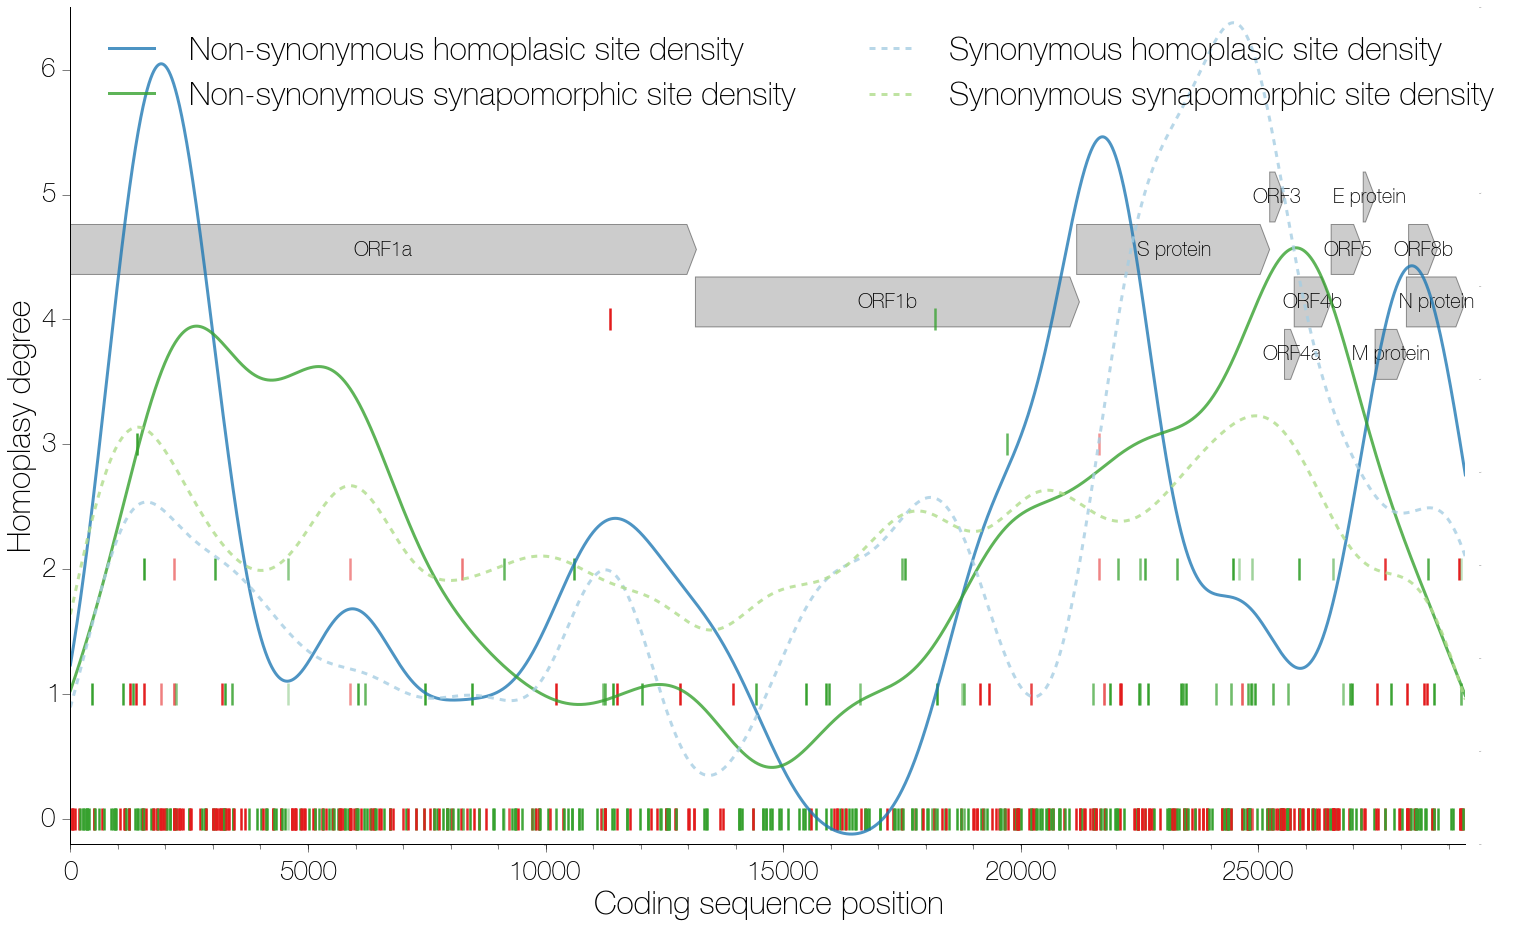 Non-synonymous homoplasic site density
Non-synonymous synapomorphic site density
Synonymous homoplasic site density
Synonymous synapomorphic site density
6
5
4
3
2
1
0
Homoplasy degree
ORF3
E protein
ORF1a
S protein
ORF5
ORF8b
ORF1b
ORF4b
N protein
ORF4a
M protein
0
5000
10000
15000
20000
25000
Coding sequence position